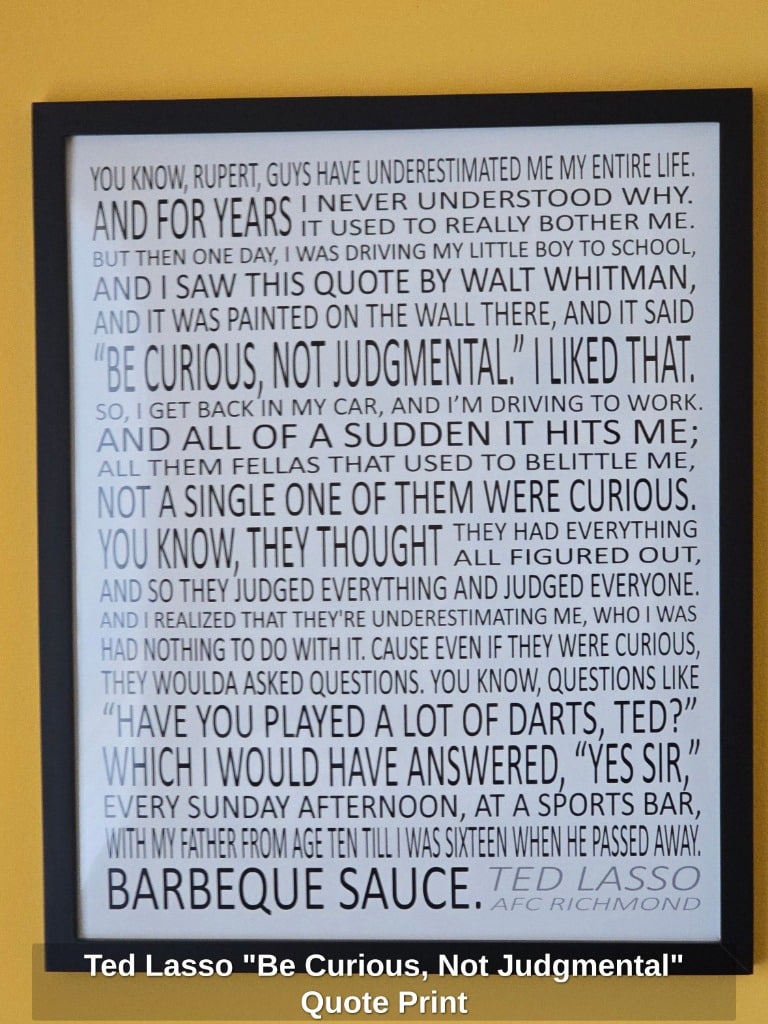 YOU KNOW, RUPERT, GUYS HAVE UNDERESTIMATED ME MY ENTIRE LIFE.
AND FOR YEARS I NEVER UNDERSTOOD WHY.
IT USED TO REALLY BOTHER ME.
BUT THEN ONE DAY, I WAS DRIVING MY LITTLE BOY TO SCHOOL,
AND I SAW THIS QUOTE BY WALT WHITMAN,
AND IT WAS PAINTED ON THE WALL THERE, AND IT SAID
“BE CURIOUS, NOT JUDGMENTAL.” I LIKED THAT.
SO, I GET BACK IN MY CAR, AND I’M DRIVING TO WORK.
AND ALL OF A SUDDEN IT HITS ME;
ALL THEM FELLAS THAT USED TO BELITTLE ME,
NOT A SINGLE ONE OF THEM WERE CURIOUS.
YOU KNOW, THEY THOUGHT THEY HAD EVERYTHING
ALL FIGURED OUT,
AND SO THEY JUDGED EVERYTHING AND JUDGED EVERYONE.
AND I REALIZED THAT THEY'RE UNDERESTIMATING ME, WHO I WAS
HAD NOTHING TO DO WITH IT. CAUSE EVEN IF THEY WERE CURIOUS,
THEY WOULDA ASKED QUESTIONS. YOU KNOW, QUESTIONS LIKE
“HAVE YOU PLAYED A LOT OF DARTS, TED?”
WHICH I WOULD HAVE ANSWERED, “YES SIR,”
EVERY SUNDAY AFTERNOON, AT A SPORTS BAR,
WITH MY FATHER FROM AGE TEN TILL I WAS SIXTEEN WHEN HE PASSED AWAY.
BARBEQUE SAUCE. TED LASSO
AFC RICHMOND
Ted Lasso "Be Curious, Not Judgmental"
Quote Print